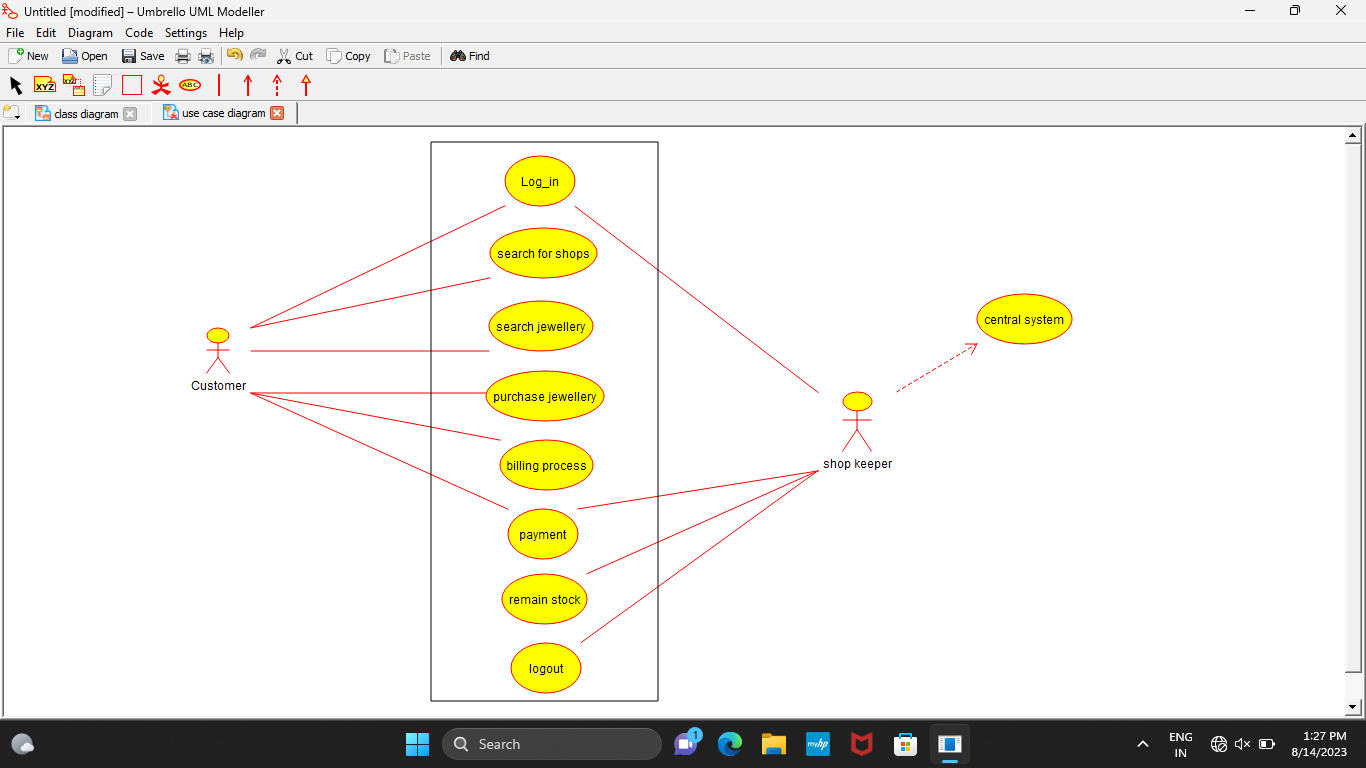 Untitled [modified] – Umbrello UML Modeller
File Edit Diagram Code Settings Help
New Open Save Cut Copy Paste Find
XYZ XYZ ABC
class diagram use case diagram
Log_in
search for shops
search jewellery
purchase jewellery
billing process
payment
remain stock
logout
Customer
shop keeper
central system
Search
1
myhp
ENG
IN
1:27 PM
8/14/2023